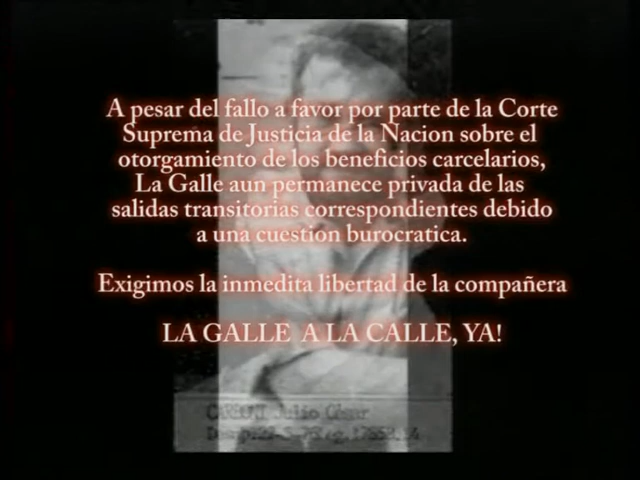 A pesar del fallo a favor por parte de la Corte
Suprema de Justicia de la Nacion sobre el
otorgamiento de los beneficios carcelarios,
La Galle aun permanece privada de las
salidas transitorias correspondientes debido
a una cuestion burocratica.
Exigimos la inmedita libertad de la compañera
LA GALLE A LA CALLE, YA!
Julio César